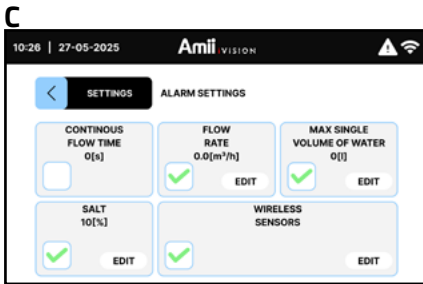 C
10:26 | 27-05-2025 Amii VISION
SETTINGS ALARM SETTINGS
CONTINOUS
FLOW TIME
0[s]
FLOW
RATE
0.0[m³/h]
EDIT
MAX SINGLE
VOLUME OF WATER
0[l]
EDIT
SALT
10[%]
EDIT
WIRELESS
SENSORS
EDIT